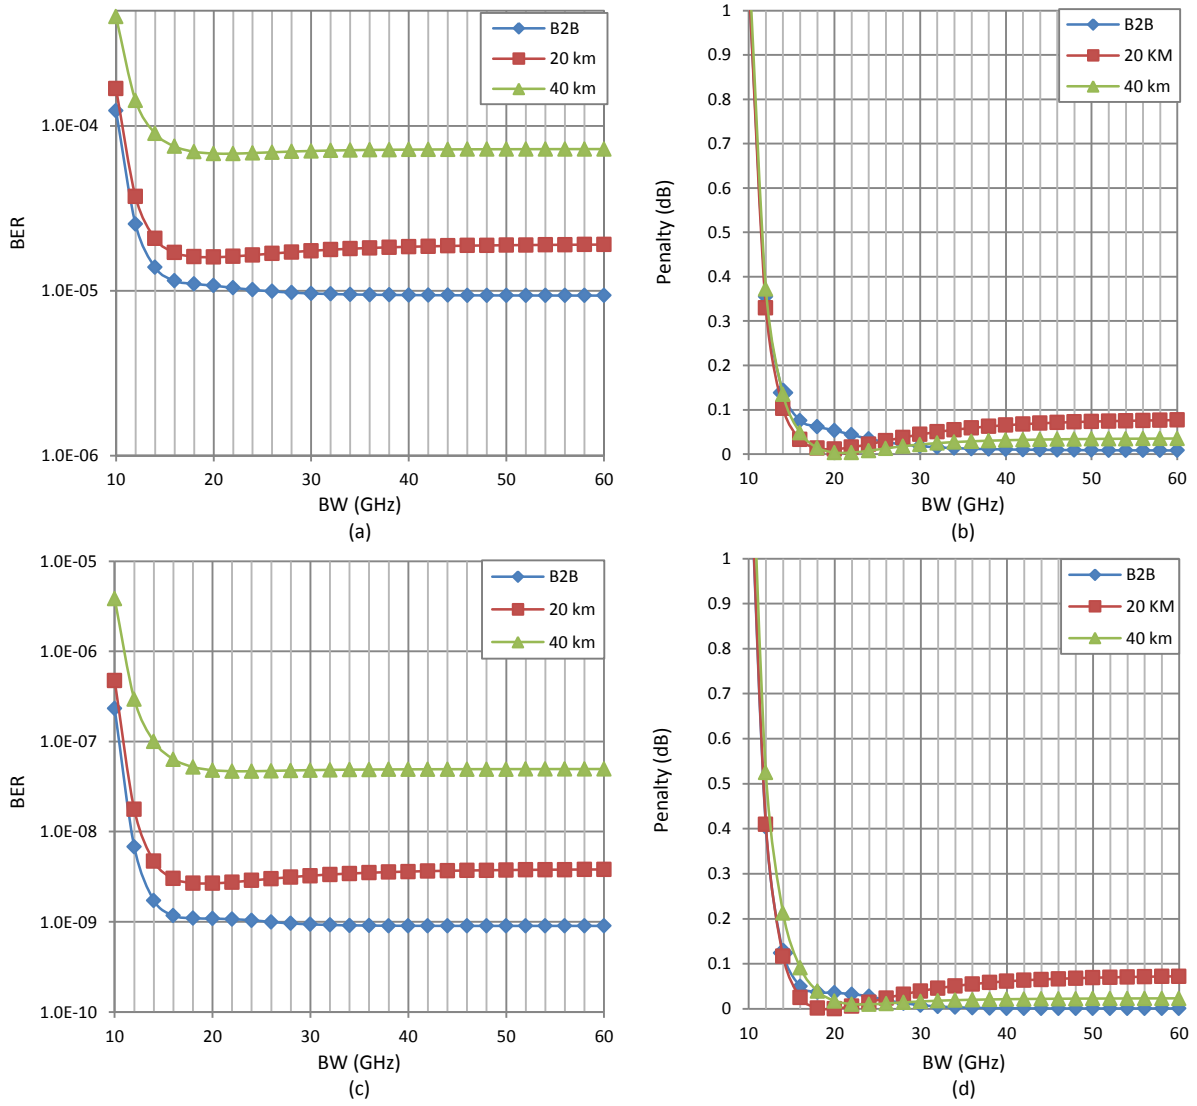 B2B
20 km
40 km
1.0E-04
1.0E-05
1.0E-06
BER
10 20 30 40 50 60
BW (GHz)
(a)
B2B
20 KM
40 km
1
0.9
0.8
0.7
0.6
0.5
0.4
0.3
0.2
0.1
0
Penalty (dB)
10 20 30 40 50 60
BW (GHz)
(b)
B2B
20 km
40 km
1.0E-05
1.0E-06
1.0E-07
1.0E-08
1.0E-09
1.0E-10
BER
10 20 30 40 50 60
BW (GHz)
(c)
B2B
20 KM
40 km
1
0.9
0.8
0.7
0.6
0.5
0.4
0.3
0.2
0.1
0
Penalty (dB)
10 20 30 40 50 60
BW (GHz)
(d)